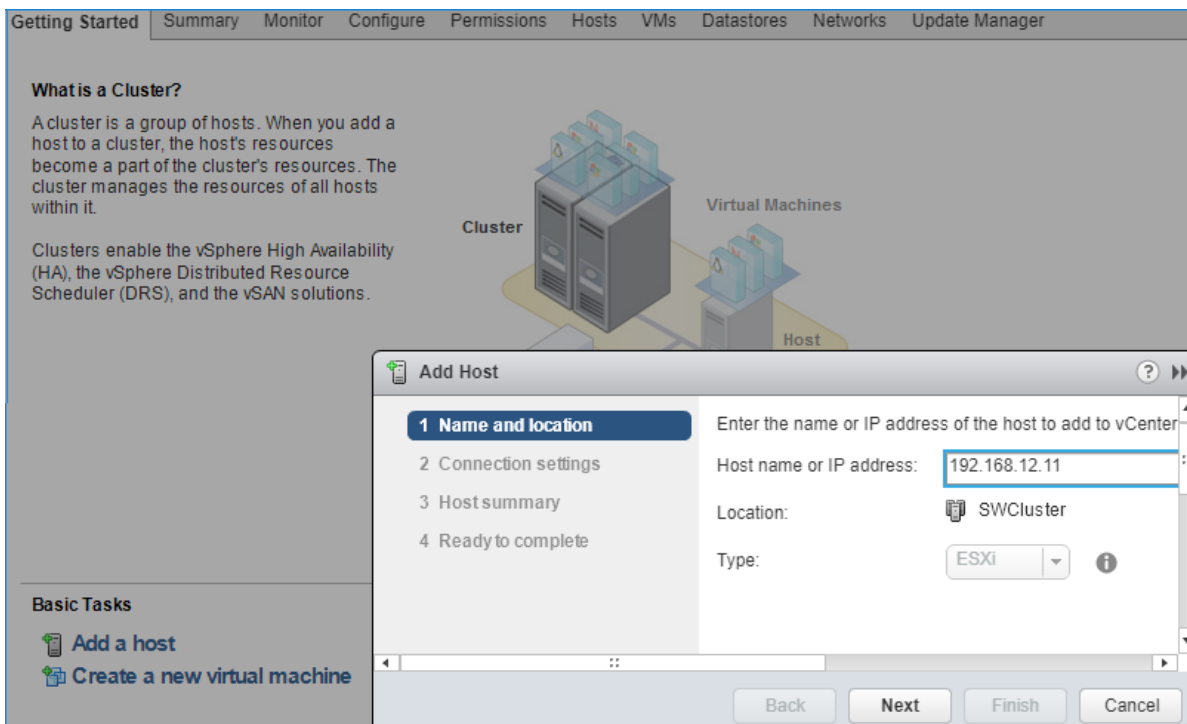 Getting Started Summary Monitor Configure Permissions Hosts VMs Datastores Networks Update Manager
What is a Cluster?
A cluster is a group of hosts. When you add a
host to a cluster, the host's resources
become a part of the cluster's resources. The
cluster manages the resources of all hosts
within it.
Clusters enable the vSphere High Availability
(HA), the vSphere Distributed Resource
Scheduler (DRS), and the vSAN solutions.
Cluster
Virtual Machines
Host
Basic Tasks
Add a host
Create a new virtual machine
Add Host
1 Name and location
2 Connection settings
3 Host summary
4 Ready to complete
Enter the name or IP address of the host to add to vCenter
Host name or IP address: 192.168.12.11
Location: SWCluster
Type: ESXi
Back Next Finish Cancel